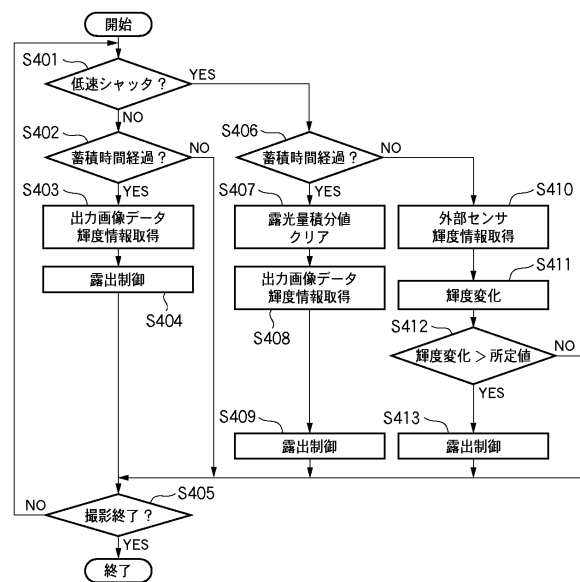 開始
S401
低速シャッタ？
YES
NO
S402
蓄積時間経過？
NO
YES
S406
蓄積時間経過？
NO
YES
S403
出力画像データ
輝度情報取得
S407
露光量積分値
クリア
S410
外部センサ
輝度情報取得
露出制御
S404
出力画像データ
輝度情報取得
S408
S411
輝度変化
S412
輝度変化 > 所定値
NO
YES
S409
露出制御
S413
露出制御
S405
撮影終了？
NO
YES
終了